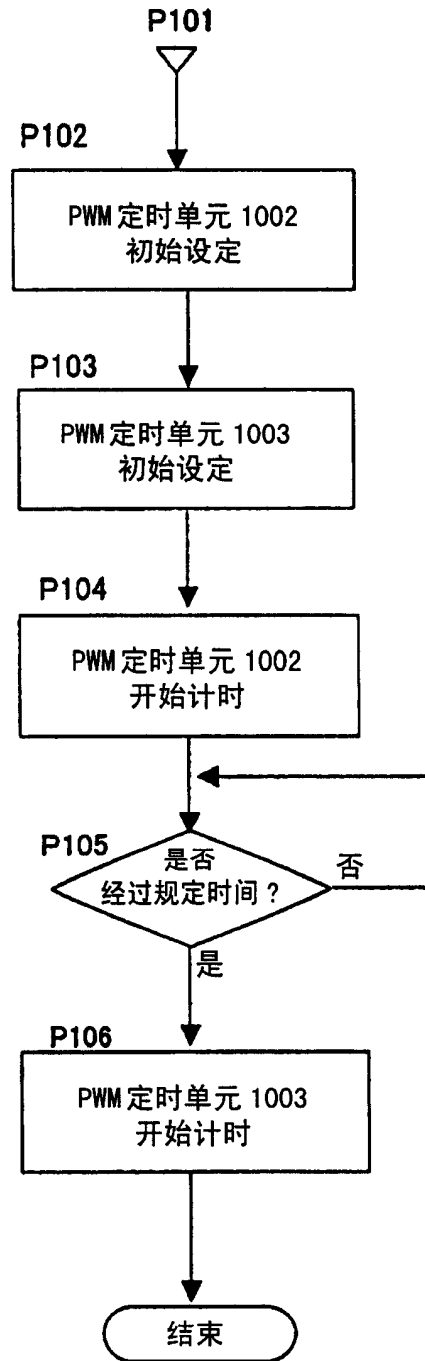 P101
P102
PWM定时单元 1002
初始设定
P103
PWM定时单元 1003
初始设定
P104
PWM定时单元 1002
开始计时
P105
是否
经过规定时间？
否
是
P106
PWM定时单元 1003
开始计时
结束